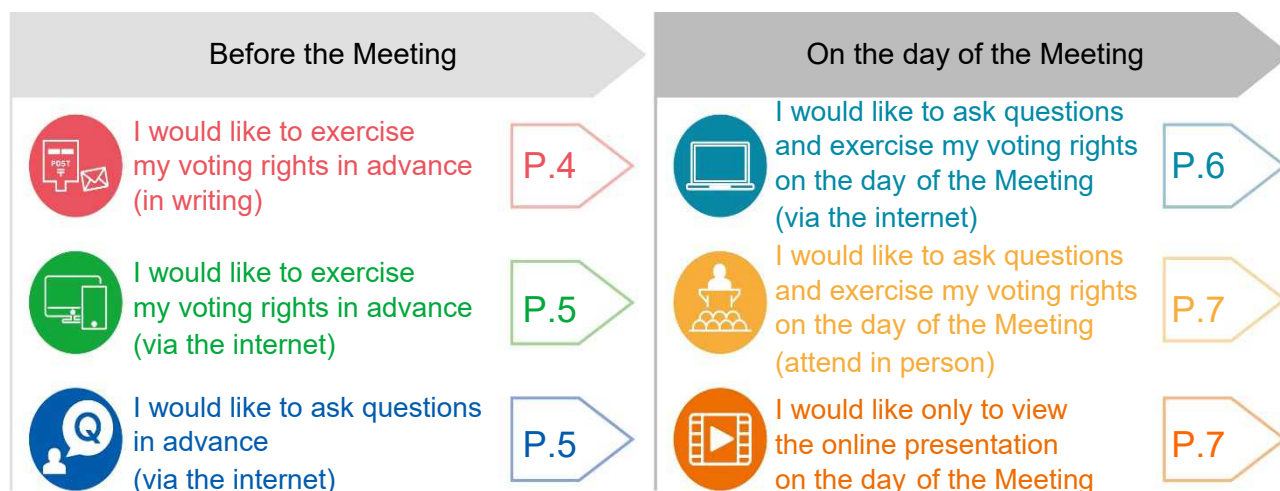 Before the Meeting
I would like to exercise
my voting rights in advance
(in writing)
P.4
POST
I would like to exercise
my voting rights in advance
(via the internet)
P.5
Q
I would like to ask questions
in advance
(via the internet)
P.5
On the day of the Meeting
I would like to ask questions
and exercise my voting rights
on the day of the Meeting
(via the internet)
P.6
I would like to ask questions
and exercise my voting rights
on the day of the Meeting
(attend in person)
P.7
I would like only to view
the online presentation
on the day of the Meeting
P.7